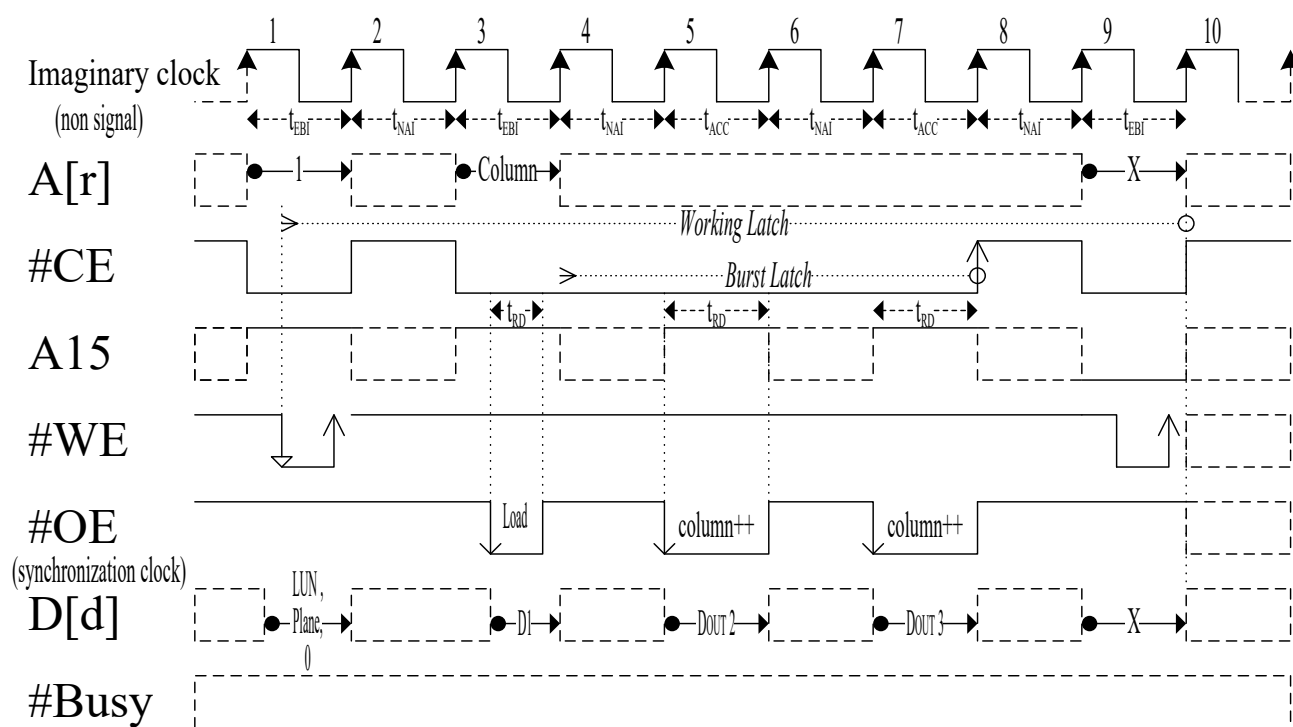 1 2 3 4 5 6 7 8 9 10
Imaginary clock
(non signal)
tEBI tNAI tEBI tNAI tACC tNAI tACC tNAI tEBI
A[r]
1 Column X
Working Latch
#CE
Burst Latch
tRD tRD tRD
A15
#WE
#OE
Load column++ column++
(synchronization clock)
D[d]
LUN ,
Plane,
0
D1 DOUT 2 DOUT 3 X
#Busy